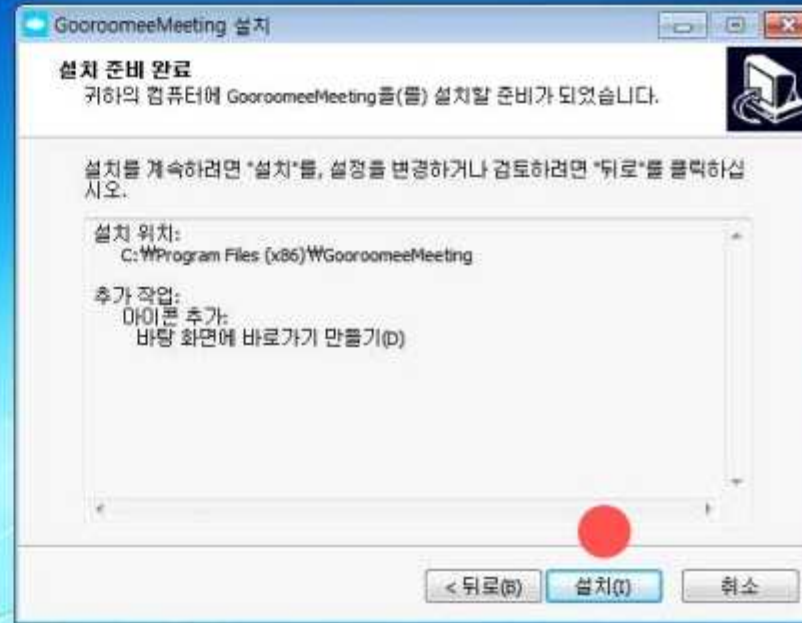 GooroomeeMeeting 설치
설치 준비 완료
귀하의 컴퓨터에 GooroomeeMeeting을(를) 설치할 준비가 되었습니다.
설치를 계속하려면 "설치"를, 설정을 변경하거나 검토하려면 "뒤로"를 클릭하십
시오.
설치 위치:
C:₩Program Files (x86)₩GooroomeeMeeting
추가 작업:
아이콘 추가:
바탕 화면에 바로가기 만들기(D)
< 뒤로(B)
설치(I)
취소